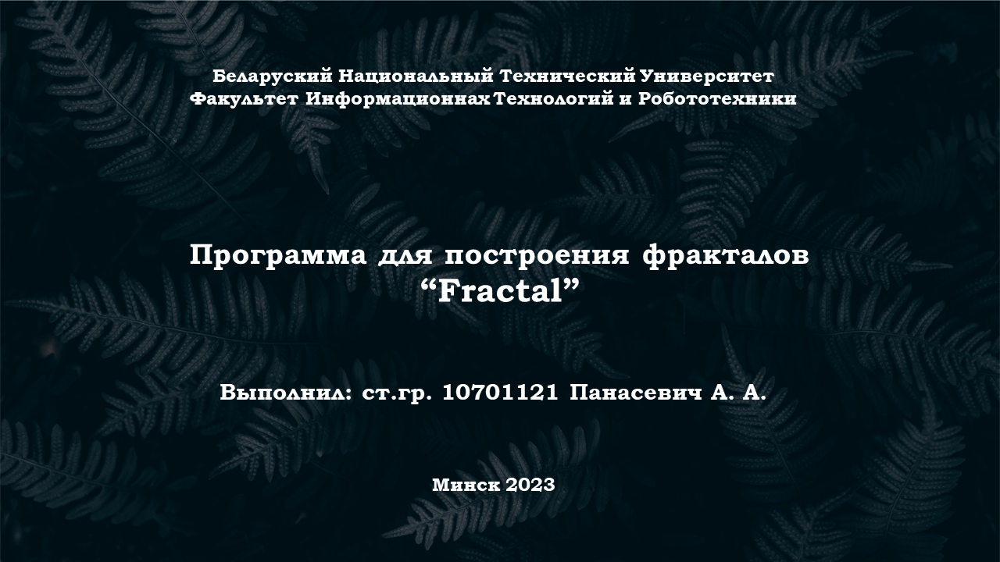 Беларуский Национальный Технический Университет
Факультет Информационнах Технологий и Робототехники
Программа для построения фракталов
“Fractal”
Выполнил: ст.гр. 10701121 Панасевич А. А.
Минск 2023